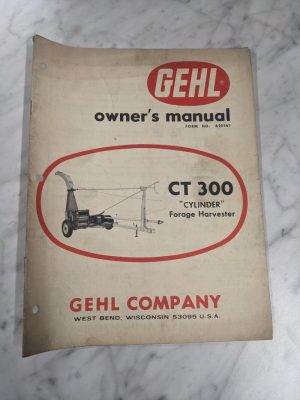 GEHL
owner's manual
FORM NO.
CT 300
"CYLINDER"
Forage Harvester
GEHL COMPANY
WEST BEND, WISCONSIN 53095 U.S.A.